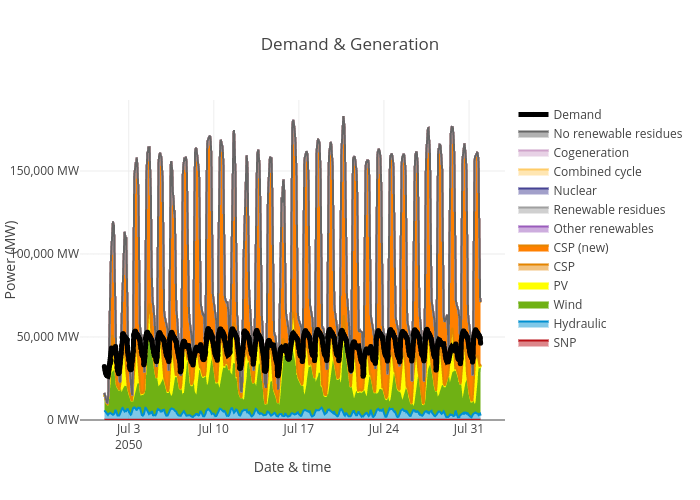 Demand & Generation
Power (MW)
150,000 MW
100,000 MW
50,000 MW
0 MW
Jul 3
2050
Jul 10
Jul 17
Jul 24
Jul 31
Date & time
Demand
No renewable residues
Cogeneration
Combined cycle
Nuclear
Renewable residues
Other renewables
CSP (new)
CSP
PV
Wind
Hydraulic
SNP